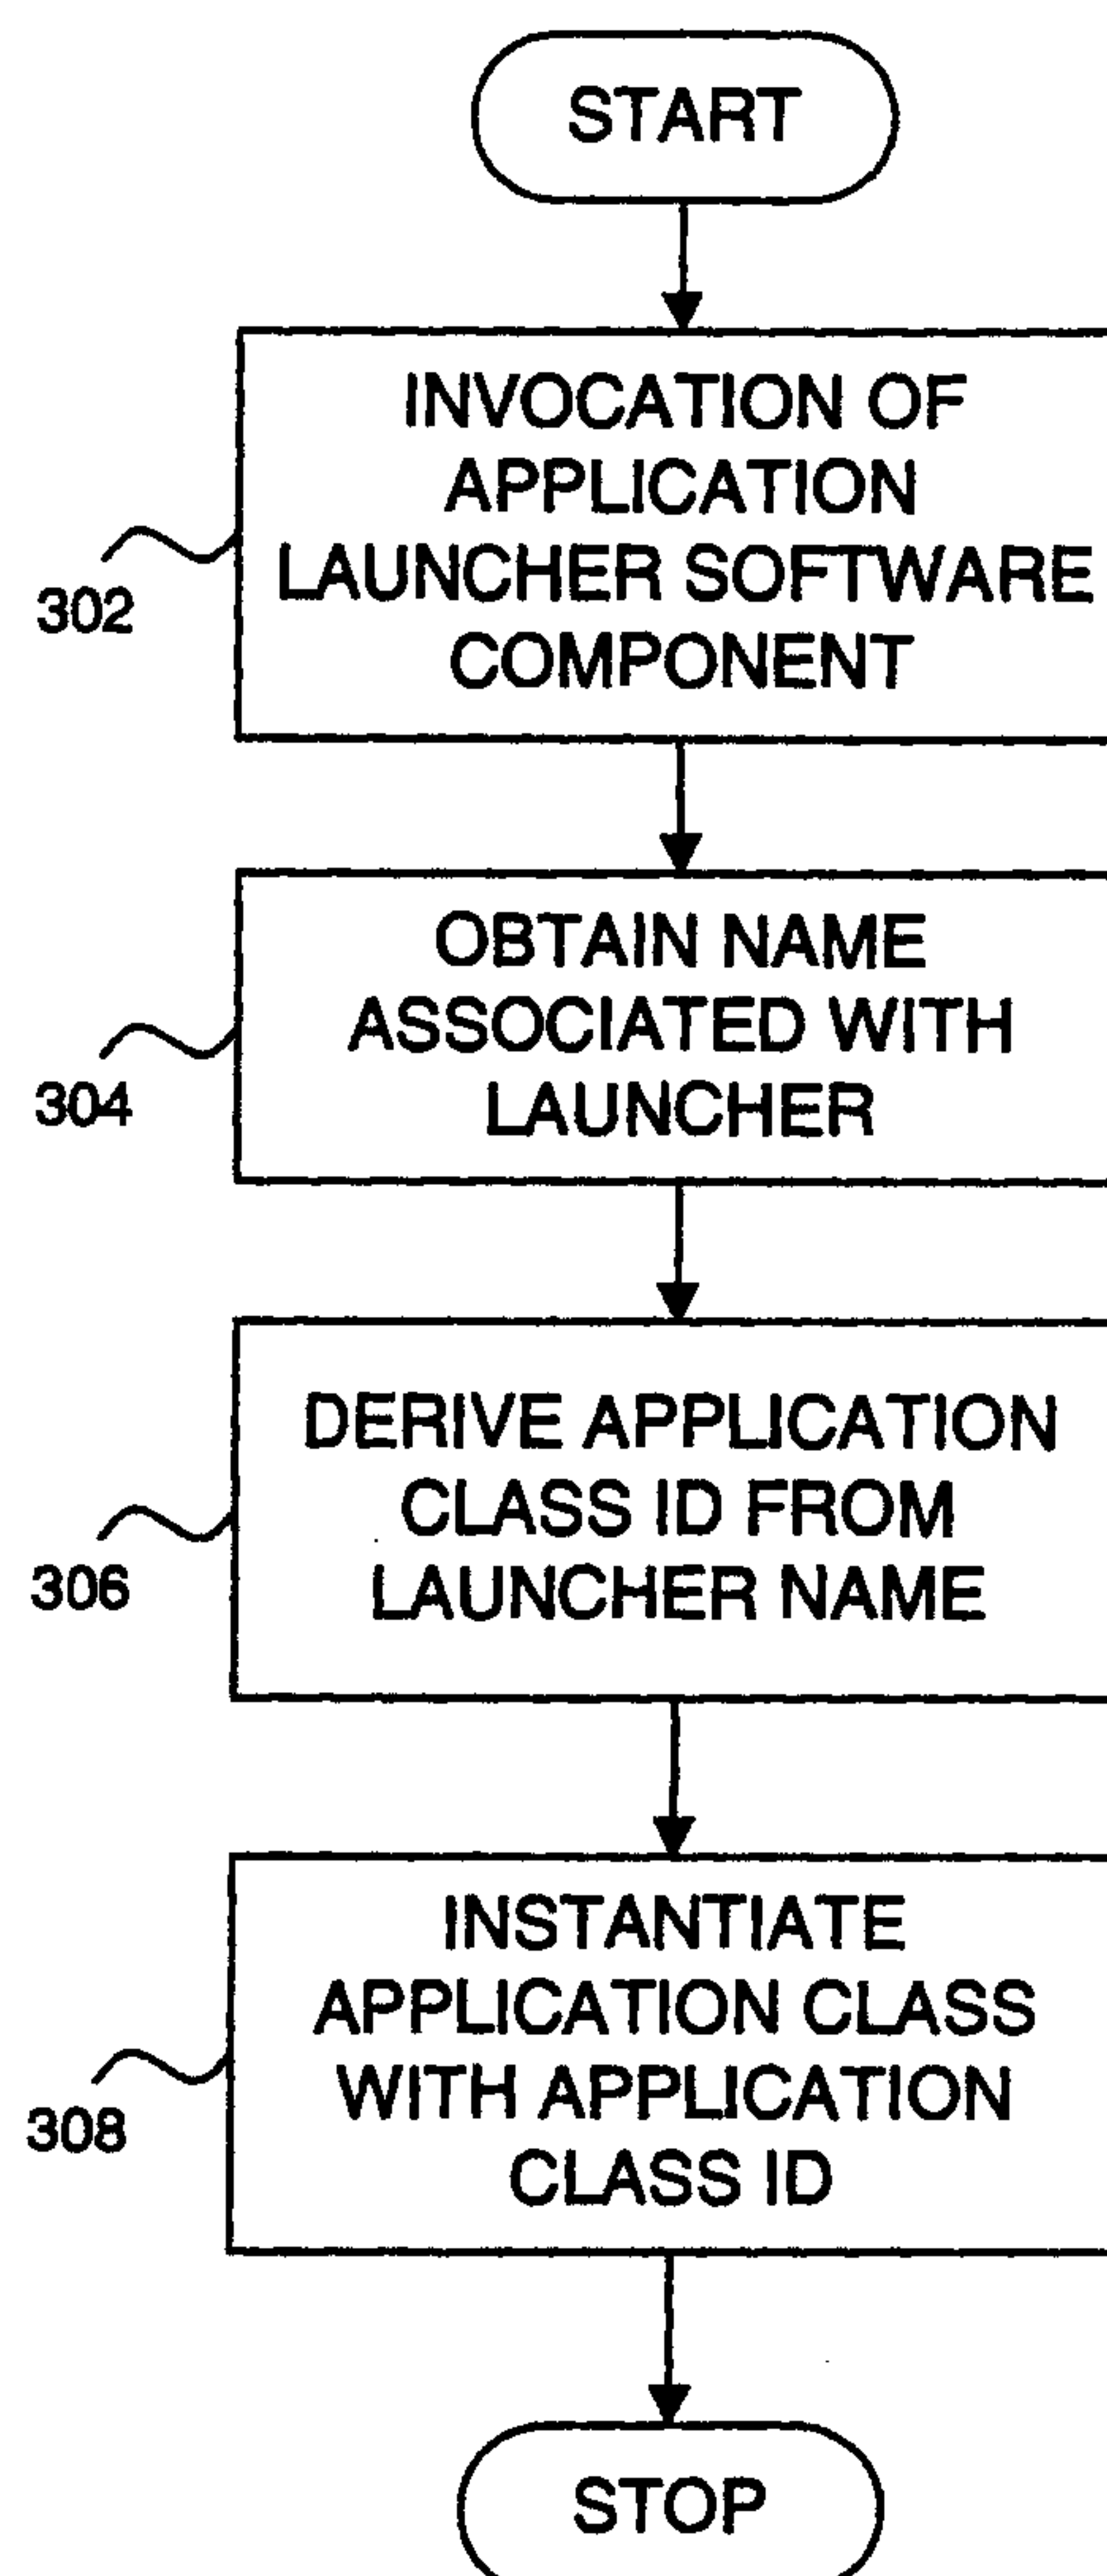 START
INVOCATION OF
APPLICATION
LAUNCHER SOFTWARE
COMPONENT
302
OBTAIN NAME
ASSOCIATED WITH
LAUNCHER
304
DERIVE APPLICATION
CLASS ID FROM
LAUNCHER NAME
306
INSTANTIATE
APPLICATION CLASS
WITH APPLICATION
CLASS ID
308
STOP